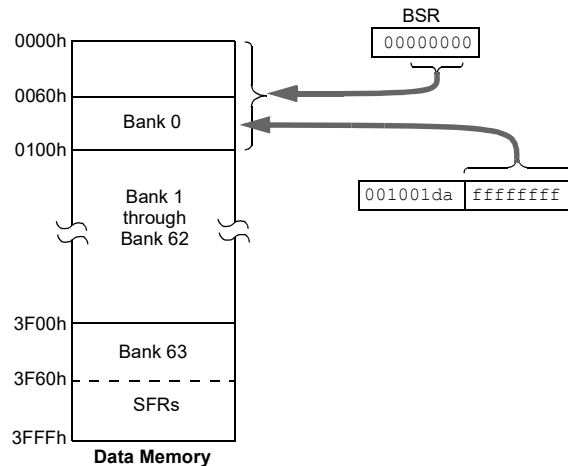 BSR
0000h
00000000
0060h
Bank 0
0100h
Bank 1
through
Bank 62
001001da ffffffff
3F00h
Bank 63
3F60h
SFRs
3FFFh
Data Memory